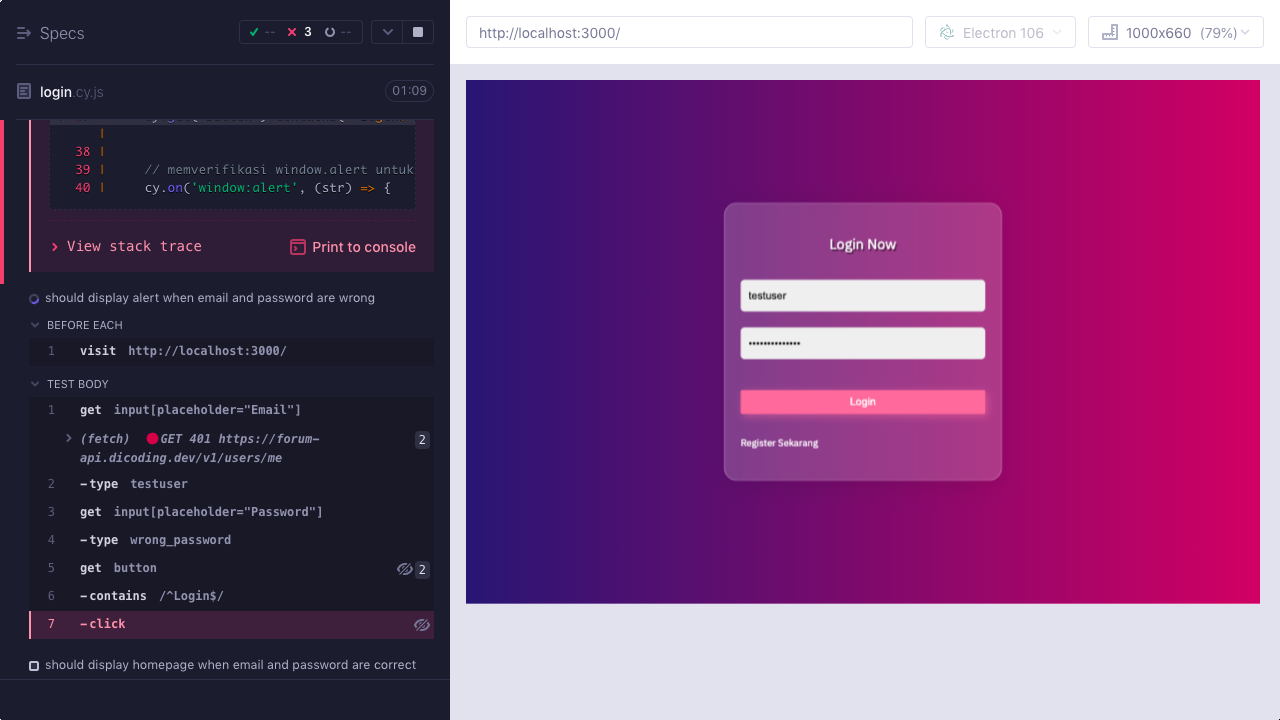 Specs
-- 3 --
login.cy.js
01:09
38 |
39 | // memverifikasi window.alert untuk
40 | cy.on('window:alert', (str) => {
View stack trace
Print to console
should display alert when email and password are wrong
BEFORE EACH
1 visit http://localhost:3000/
TEST BODY
1 get input[placeholder="Email"]
(fetch) GET 401 https://forum-
api.dicoding.dev/v1/users/me
2
2 -type testuser
3 get input[placeholder="Password"]
4 -type wrong_password
5 get button 2
6 -contains /^Login$/
7 -click
should display homepage when email and password are correct
http://localhost:3000/
Electron 106
1000x660 (79%)
Login Now
testuser
••••••••••••••
Login
Register Sekarang